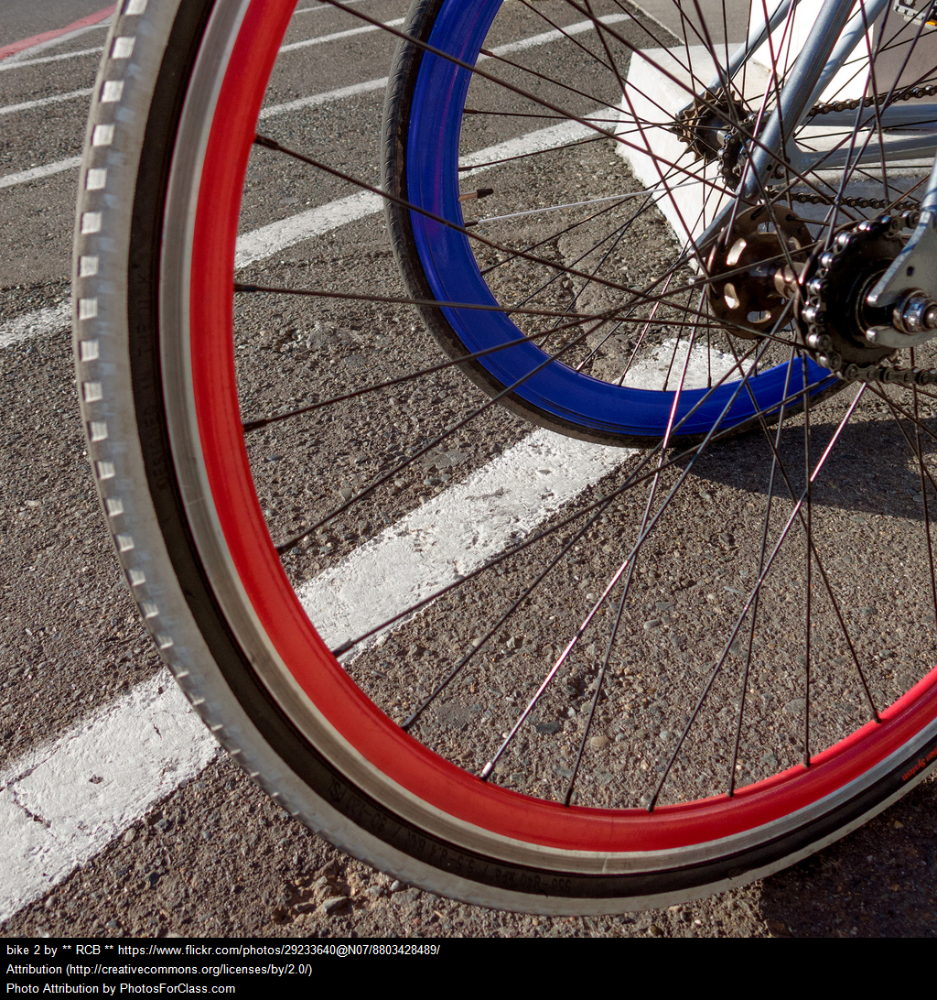 bike 2 by ** RCB ** https://www.flickr.com/photos/29233640@N07/8803428489/
Attribution (http://creativecommons.org/licenses/by/2.0/)
Photo Attribution by PhotosForClass.com